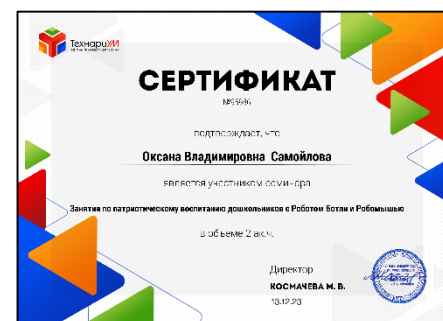 ТехнариУМ
СЕРТИФИКАТ
подтверждает, что
Оксана Владимировна Самойлова
является участником семинара
Занятия по патриотическому воспитанию дошкольников с Роботом Ботли и Робомышью
в объеме 2 ак.ч.
Директор
КОСМАЧЕВА М. В.
13.12.23